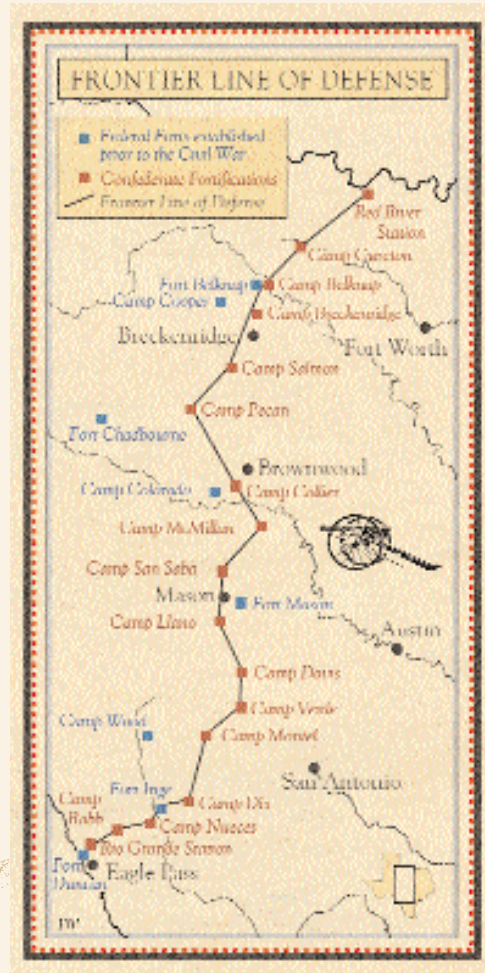 FRONTIER LINE OF DEFENSE
Federal Forts established
prior to the Civil War
Confederate Fortifications
Frontier Line of Defense
Red River
Station
Camp Cureton
Fort Belknap
Camp Belknap
Camp Cooper
Camp Breckenridge
Breckenridge
Fort Worth
Camp Salmon
Camp Pecan
Fort Chadbourne
Brownwood
Camp Colorado
Camp Collier
Camp McMillan
Camp San Saba
Mason
Fort Mason
Camp Llano
Austin
Camp Davis
Camp Verde
Camp Wood
Camp Montel
San Antonio
Fort Inge
Camp Dix
Camp
Rabb
Camp Nueces
Rio Grande Station
Fort
Duncan
Eagle Pass